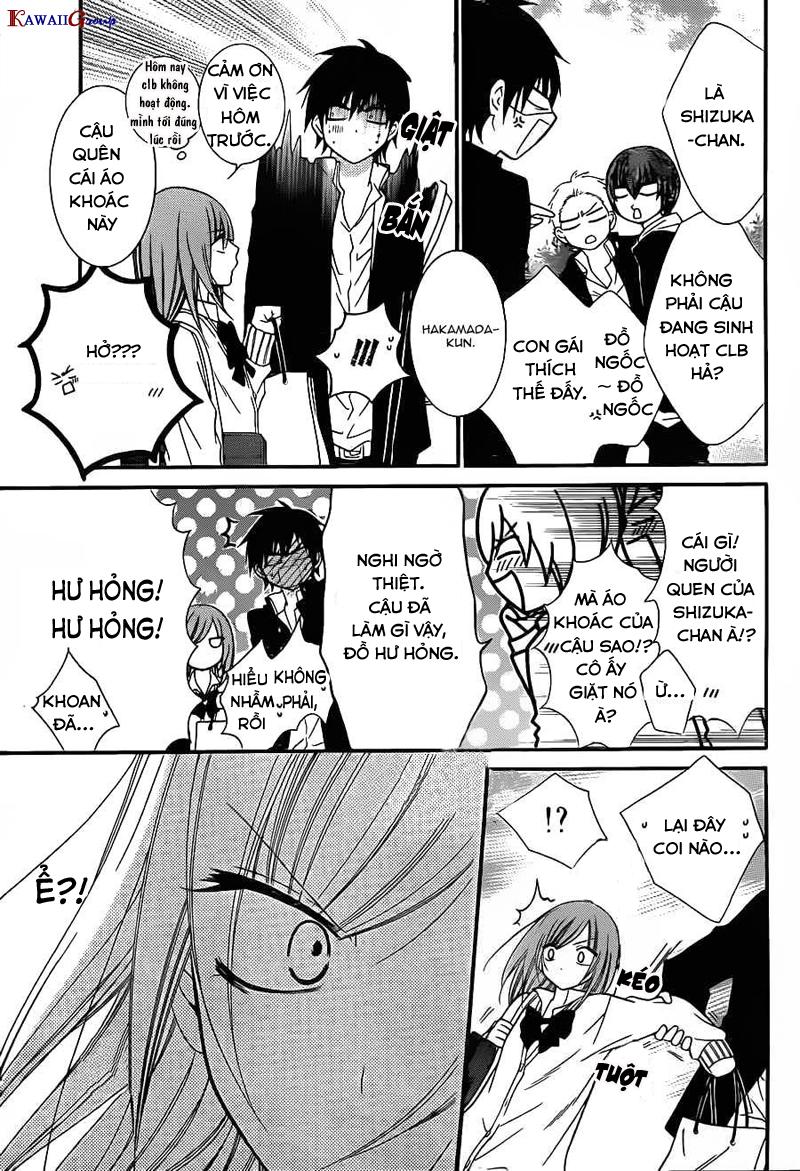 KAWAIIGroup
LÀ
SHIZUKA
-CHAN.
KHÔNG
PHẢI CẬU
ĐANG SINH
HOẠT CLB
HẢ?
ĐỒ
NGỐC
~ ĐỒ
NGỐC
CON GÁI
THÍCH
THẾ ĐẤY.
HAKAMADA-
KUN.
GIẬT
BẮN
!!!!
CẢM ƠN
VÌ VIỆC
HÔM
TRƯỚC.
Hôm nay
clb không
hoạt động.
mình tới đúng
lúc rồi
CẬU
QUÊN
CÁI ÁO
KHOÁC
NÀY
HỞ???
CÁI GÌ!
NGƯỜI
QUEN CỦA
SHIZUKA-
CHAN À!?
MÀ ÁO
KHOÁC CỦA
CẬU SAO!?
CÔ ẤY
GIẶT NÓ
À?
Ừ...
NGHI NGỜ
THIỆT.
CẬU ĐÃ
LÀM GÌ VẬY,
ĐỒ HƯ HỎNG.
KHÔNG
PHẢI,
HIỂU
NHẦM
RỒI
HƯ HỎNG!
HƯ HỎNG!
KHOAN
ĐÃ...
LẠI ĐÂY
COI NÀO...
!?
KÉO
TUỘT
Ể?!